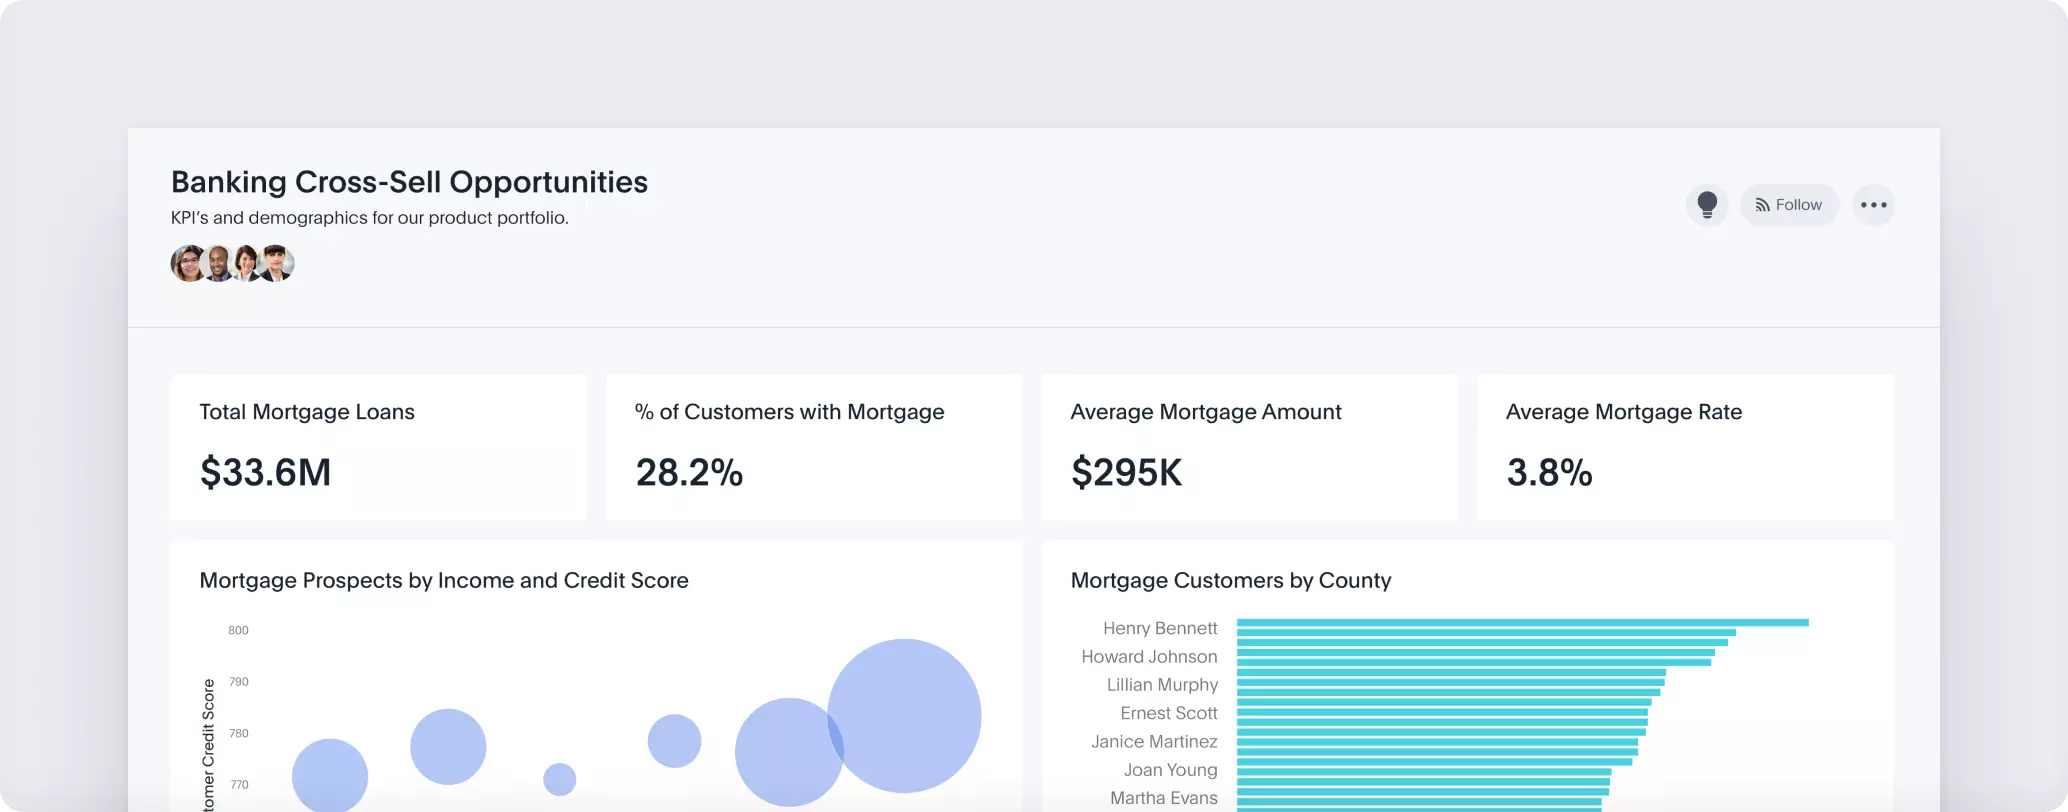 Banking Cross-Sell Opportunities
KPI's and demographics for our product portfolio.
Follow
Total Mortgage Loans
$33.6M
% of Customers with Mortgage
28.2%
Average Mortgage Amount
$295K
Average Mortgage Rate
3.8%
Mortgage Prospects by Income and Credit Score
800
790
780
770
tomer Credit Score
Mortgage Customers by County
Henry Bennett
Howard Johnson
Lillian Murphy
Ernest Scott
Janice Martinez
Joan Young
Martha Evans